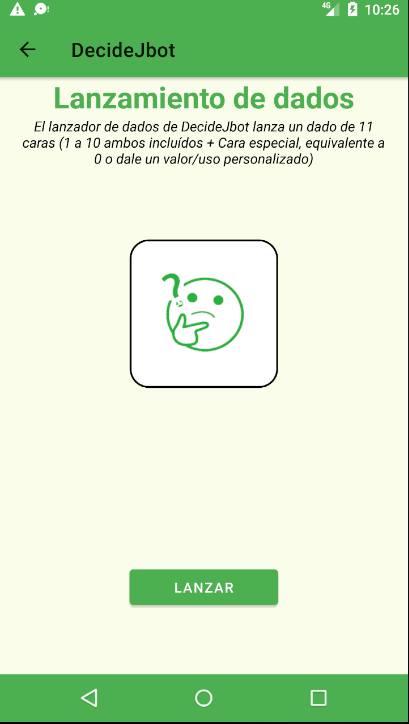 4G
10:26
DecideJbot
Lanzamiento de dados
El lanzador de dados de DecideJbot lanza un dado de 11
caras (1 a 10 ambos incluídos + Cara especial, equivalente a
0 o dale un valor/uso personalizado)
?
LANZAR